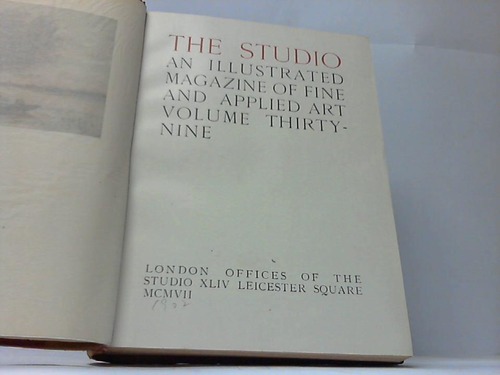 THE STUDIO
AN ILLUSTRATED
MAGAZINE OF FINE
AND APPLIED ART
VOLUME THIRTY-
NINE
LONDON OFFICES OF THE
STUDIO XLIV LEICESTER SQUARE
MCMVII